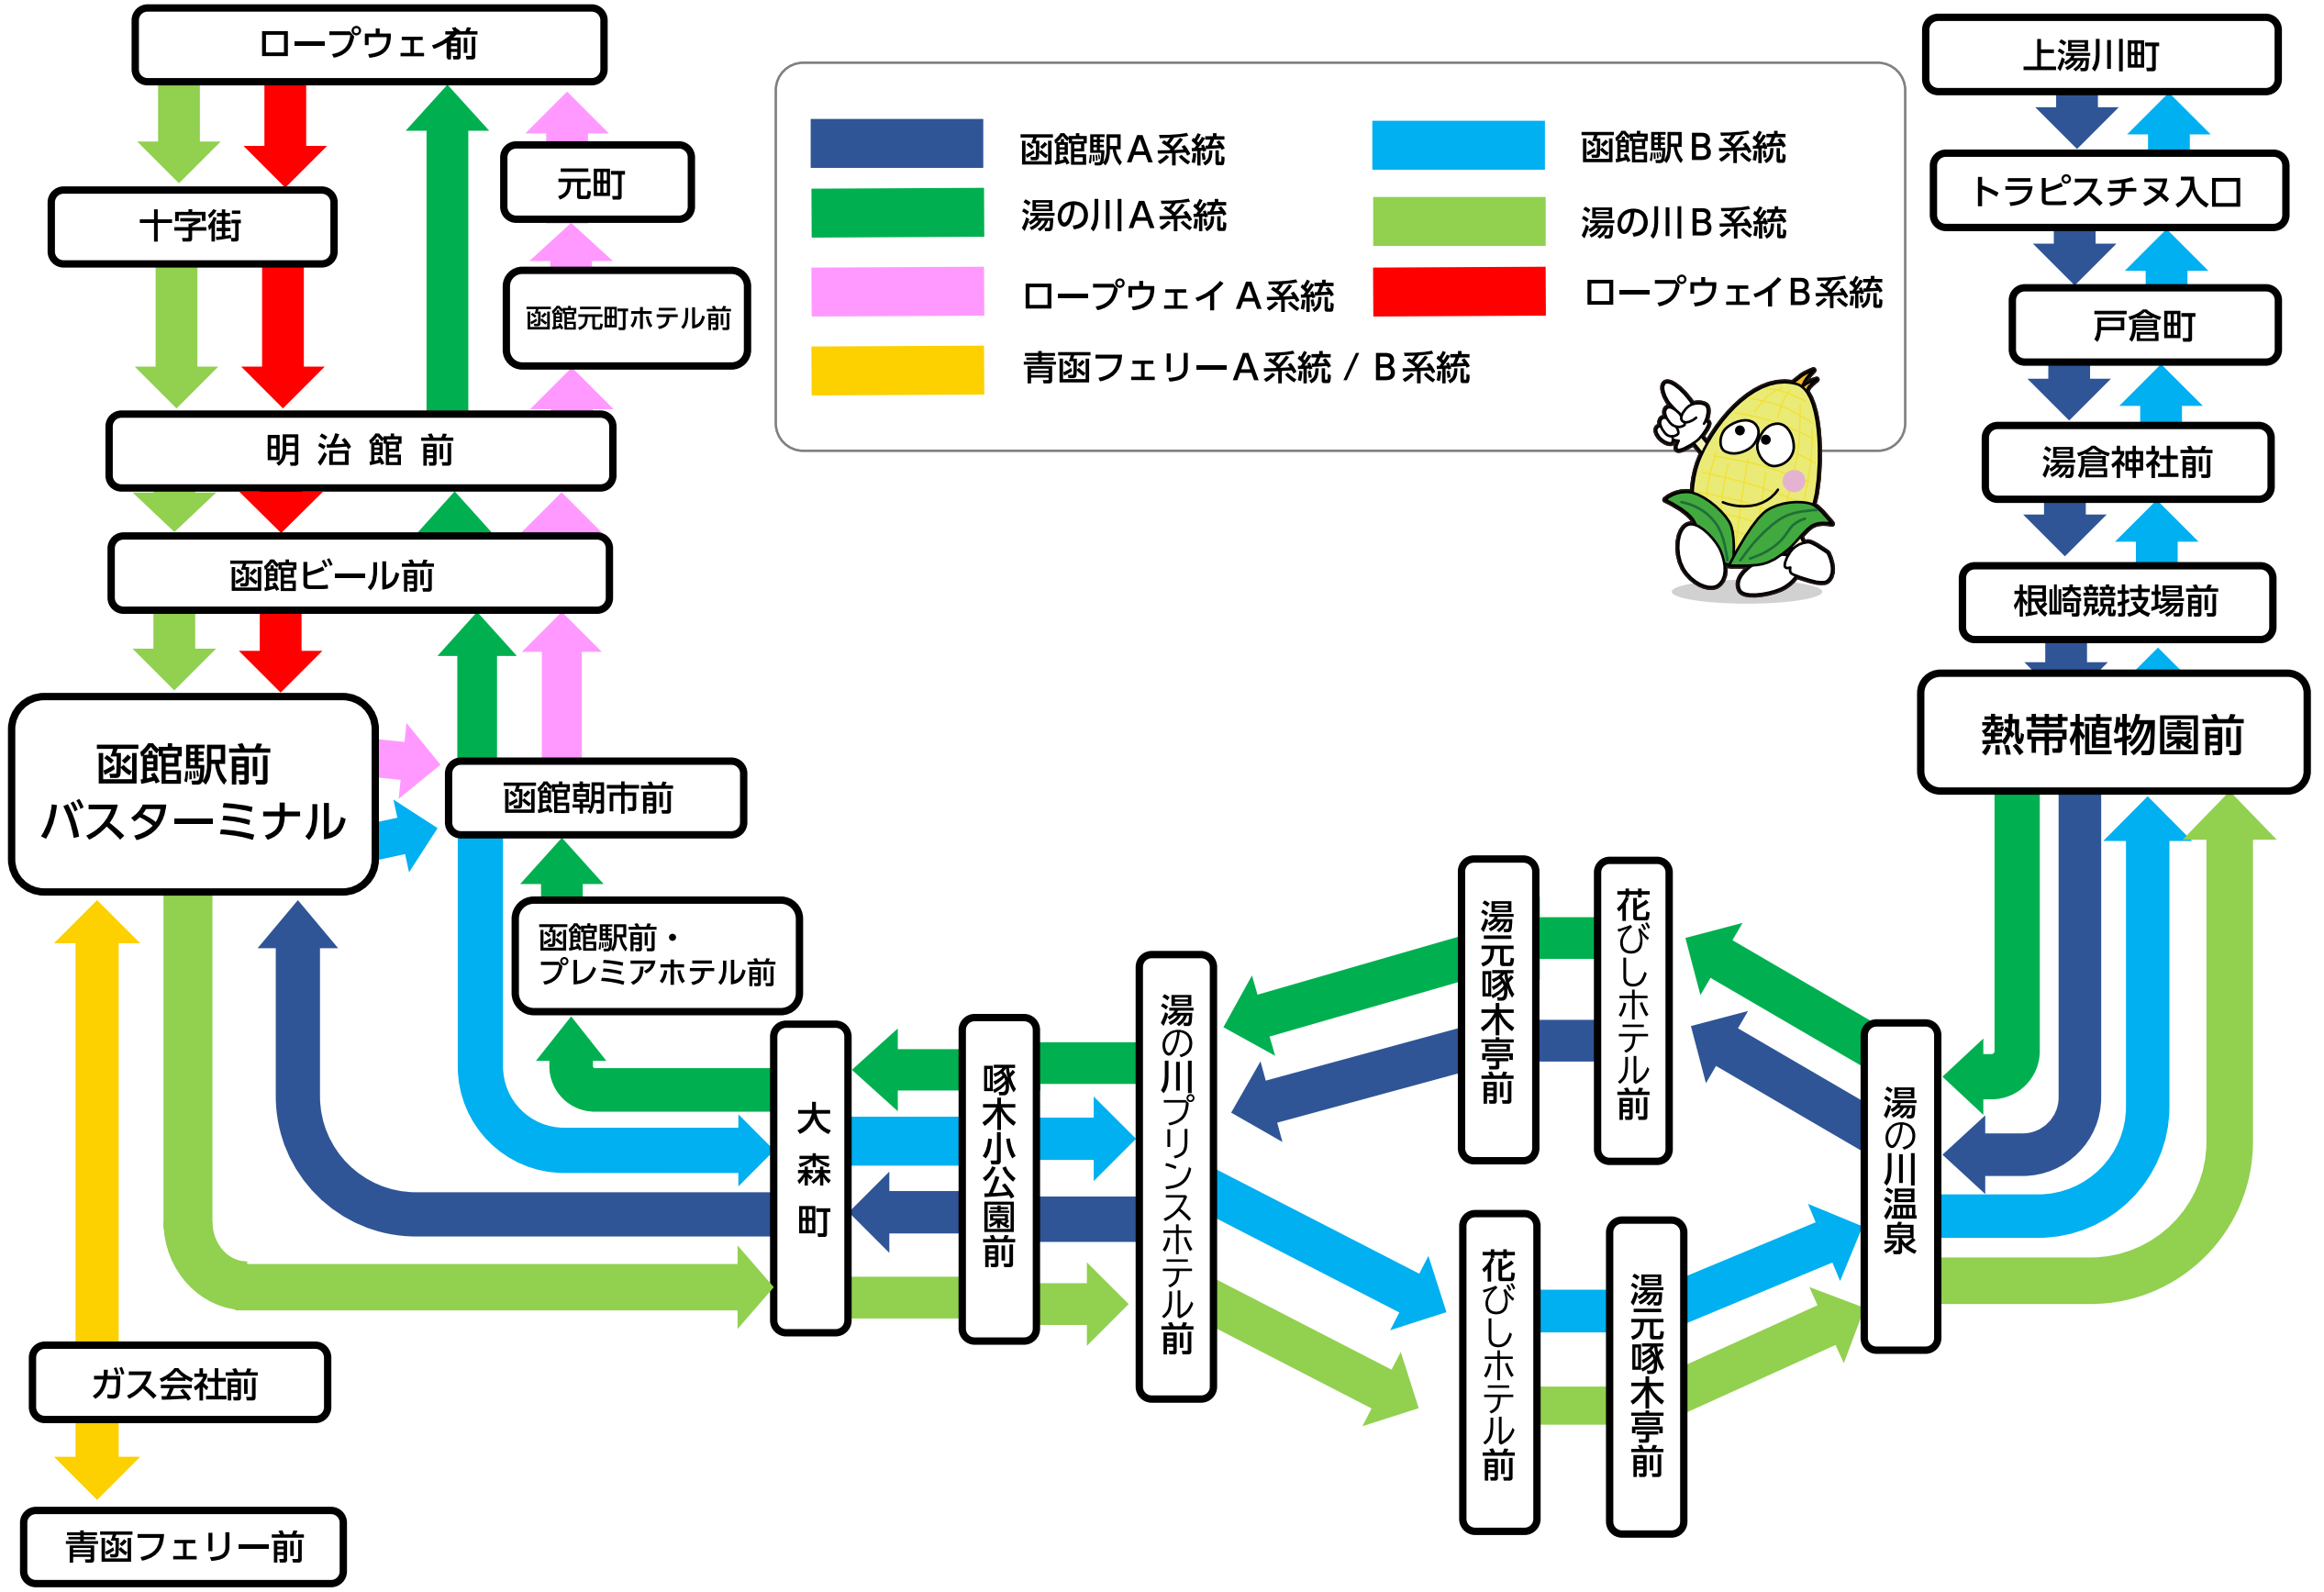 ロープウェイ前
十字街
元町
函館元町ホテル前
明 治 館 前
函館ビール前
函館駅前
バスターミナル
函館朝市前
函館駅前・
プレミアホテル前
ガス会社前
青函フェリー前
函館駅A系統
函館駅B系統
湯の川A系統
湯の川B系統
ロープウェイA系統
ロープウェイB系統
青函フェリーA系統 / B系統
大森町
啄木小公園前
湯の川プリンスホテル前
湯元啄木亭前
花びしホテル前
花びしホテル前
湯元啄木亭前
湯の川温泉
上湯川町
トラピスチヌ入口
戸倉町
湯倉神社前
根崎競技場前
熱帯植物園前